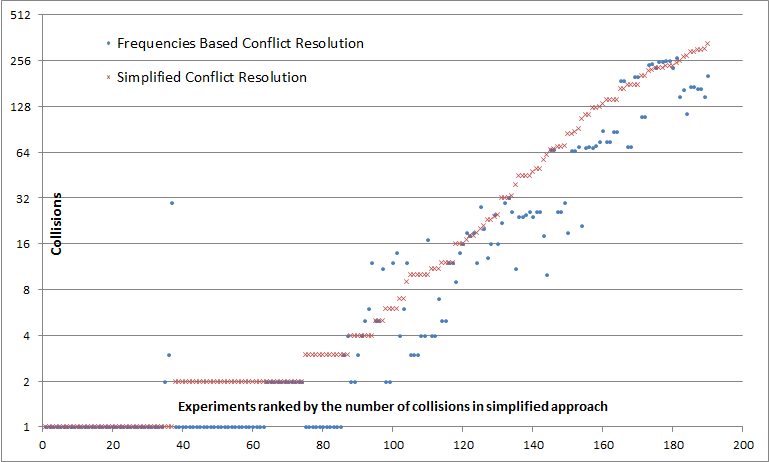 512
Frequencies Based Conflict Resolution
256
Simplified Conflict Resolution
128
64
32
Collisions
16
8
4
2
Experiments ranked by the number of collisions in simplified approach
1
0 20 40 60 80 100 120 140 160 180 200